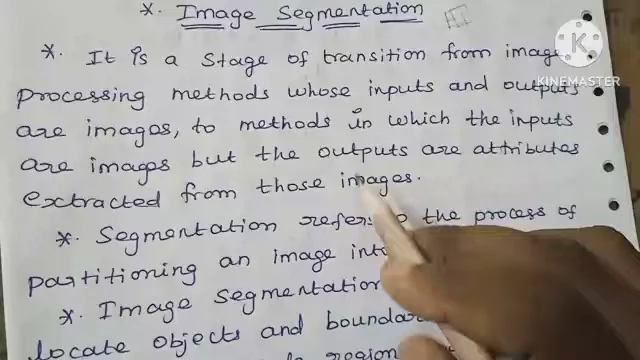 *. Image Segmentation
*. It is a stage of transition from image
processing methods whose inputs and outputs
are images, to methods in which the inputs
are images but the outputs are attributes
extracted from those images.
*. Segmentation refers to the process of
partitioning an image
*. Image segmentation
locate objects and
region
KINEMASTER